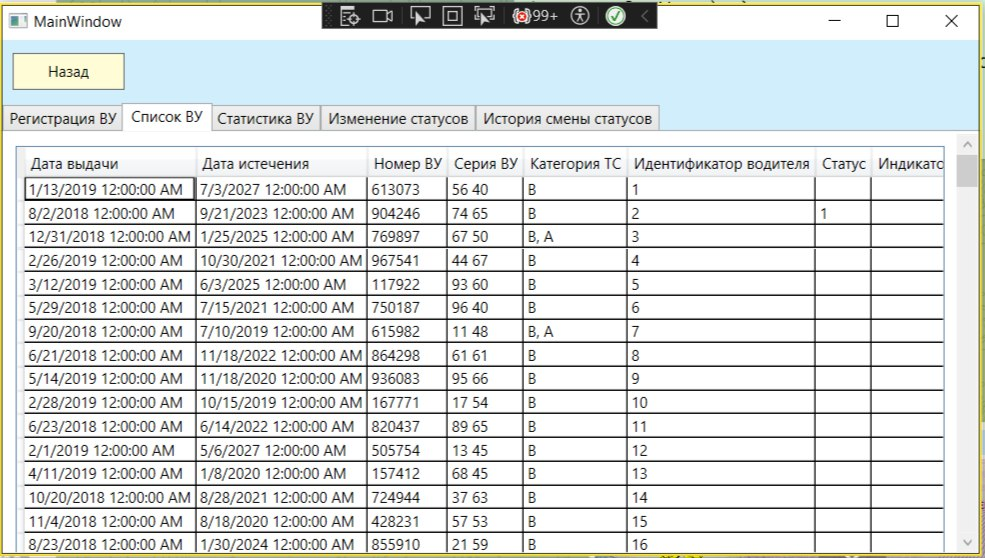 MainWindow
99+
Назад
Регистрация ВУ Список ВУ Статистика ВУ Изменение статусов История смены статусов
Дата выдачи Дата истечения Номер ВУ Серия ВУ Категория ТС Идентификатор водителя Статус Индикато
1/13/2019 12:00:00 AM 7/3/2027 12:00:00 AM 613073 56 40 B 1
8/2/2018 12:00:00 AM 9/21/2023 12:00:00 AM 904246 74 65 B 2 1
12/31/2018 12:00:00 AM 1/25/2025 12:00:00 AM 769897 67 50 B, A 3
2/26/2019 12:00:00 AM 10/30/2021 12:00:00 AM 967541 44 67 B 4
3/12/2019 12:00:00 AM 6/3/2025 12:00:00 AM 117922 93 60 B 5
5/29/2018 12:00:00 AM 7/15/2021 12:00:00 AM 750187 96 40 B 6
9/20/2018 12:00:00 AM 7/10/2019 12:00:00 AM 615982 11 48 B, A 7
6/21/2018 12:00:00 AM 11/18/2022 12:00:00 AM 864298 61 61 B 8
5/14/2019 12:00:00 AM 11/18/2020 12:00:00 AM 936083 95 66 B 9
2/28/2019 12:00:00 AM 10/15/2019 12:00:00 AM 167771 17 54 B 10
6/23/2018 12:00:00 AM 6/14/2022 12:00:00 AM 820437 89 65 B 11
2/1/2019 12:00:00 AM 5/6/2027 12:00:00 AM 505754 13 45 B 12
4/11/2019 12:00:00 AM 1/8/2020 12:00:00 AM 157412 68 45 B 13
10/20/2018 12:00:00 AM 8/28/2021 12:00:00 AM 724944 37 63 B 14
11/4/2018 12:00:00 AM 8/18/2020 12:00:00 AM 428231 57 53 B 15
8/23/2018 12:00:00 AM 1/30/2024 12:00:00 AM 855910 21 59 B 16